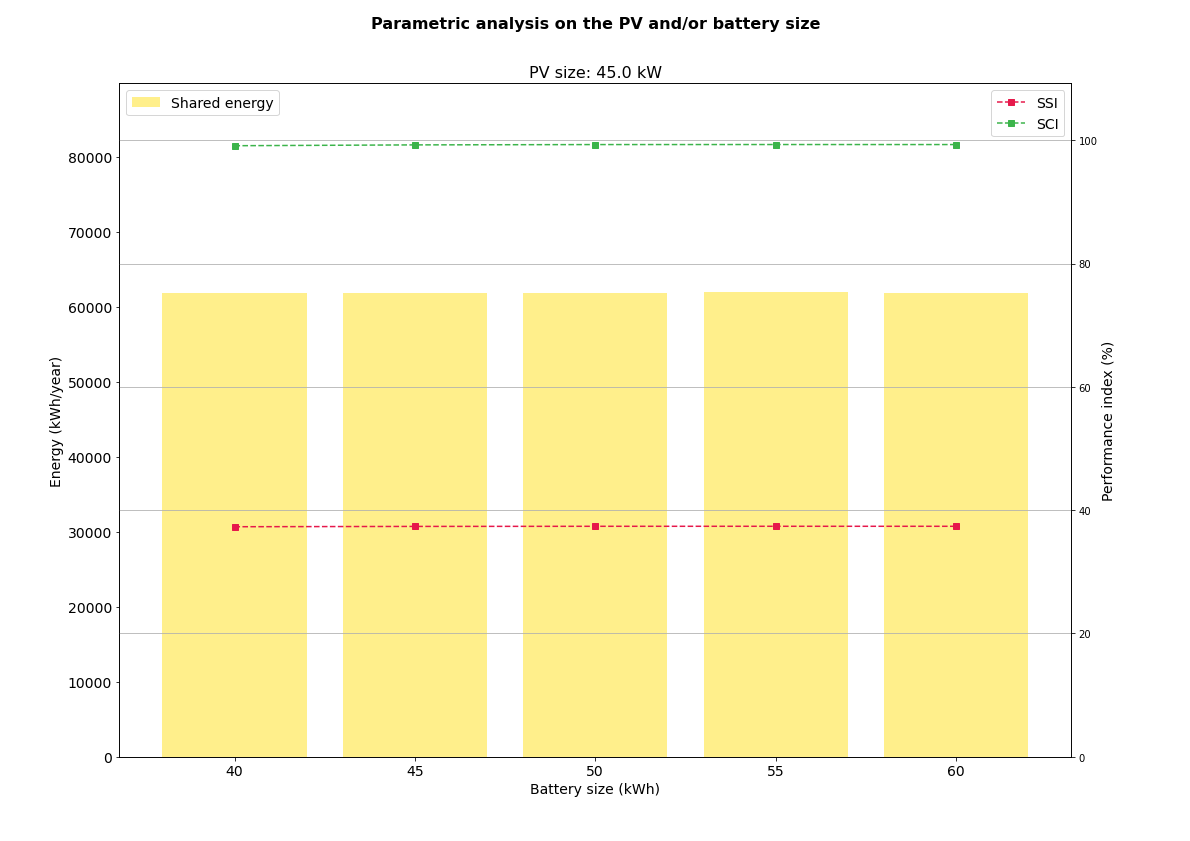 Parametric analysis on the PV and/or battery size
PV size: 45.0 kW
Shared energy
SSI
SCI
80000
70000
60000
50000
40000
30000
20000
10000
0
Energy (kWh/year)
100
80
60
40
20
0
Performance index (%)
40 45 50 55 60
Battery size (kWh)